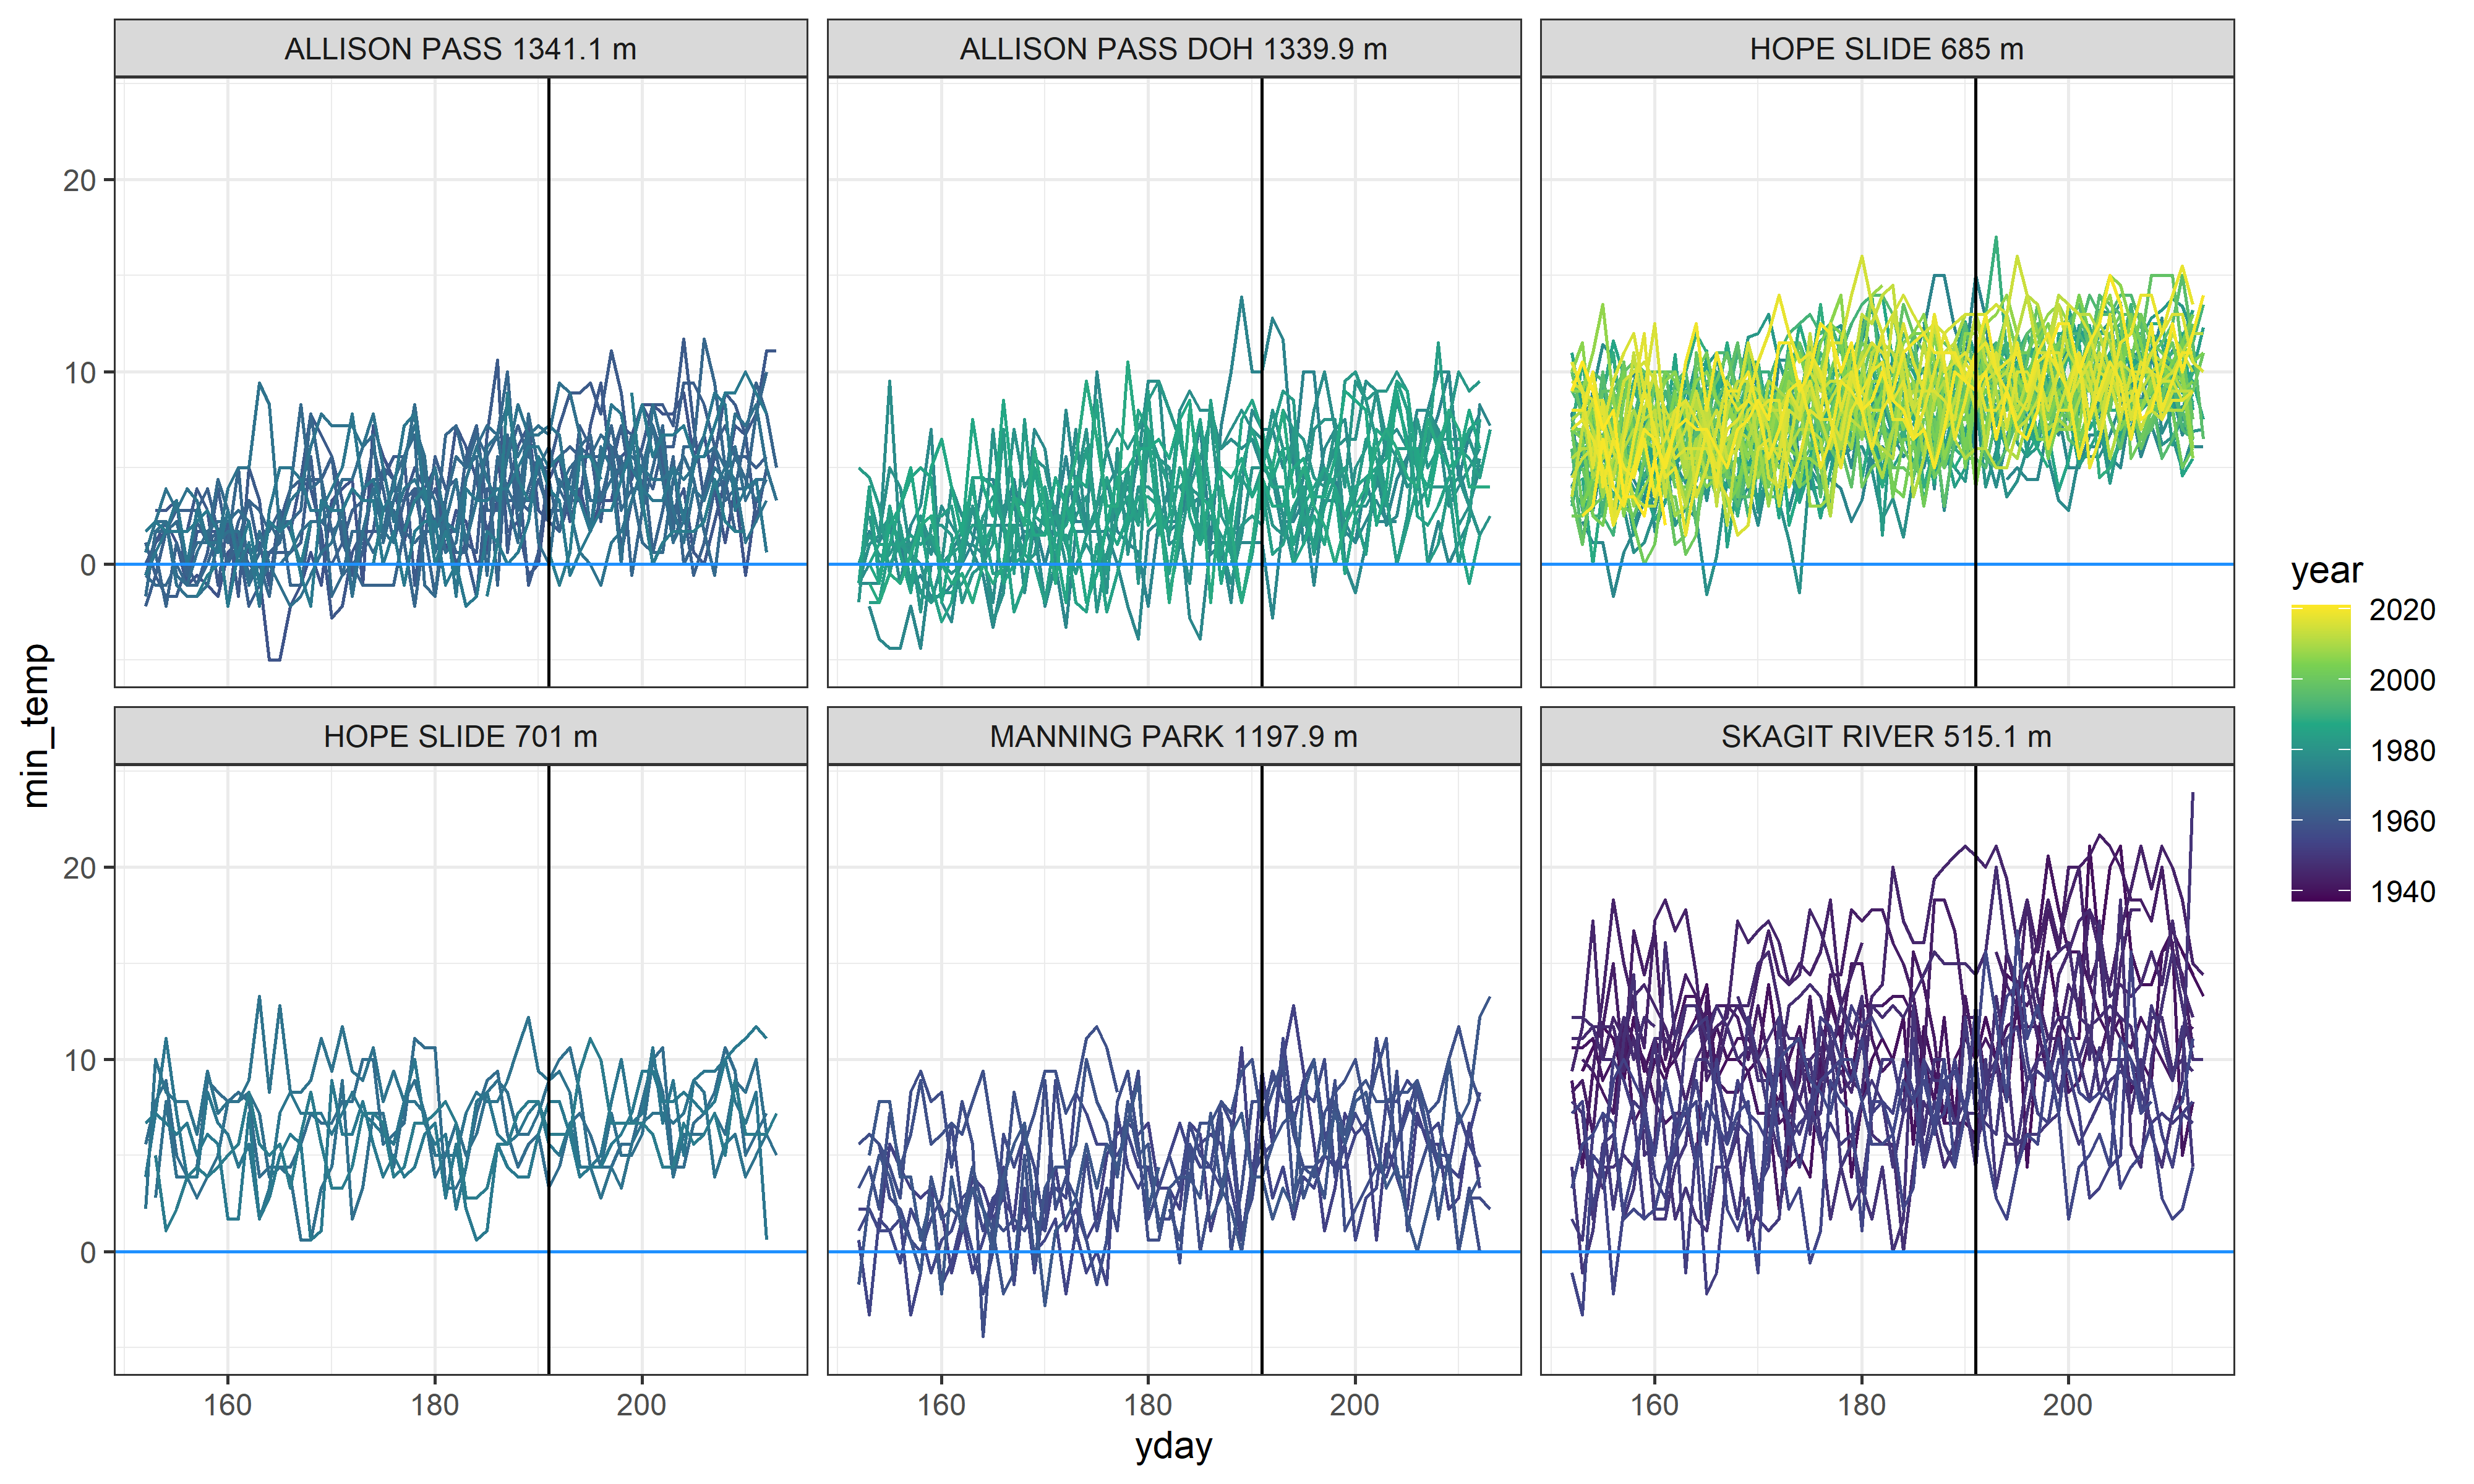 ALLISON PASS 1341.1 m
ALLISON PASS DOH 1339.9 m
HOPE SLIDE 685 m
20
10
0
HOPE SLIDE 701 m
MANNING PARK 1197.9 m
SKAGIT RIVER 515.1 m
20
10
0
min_temp
160
180
200
160
180
200
160
180
200
yday
year
2020
2000
1980
1960
1940